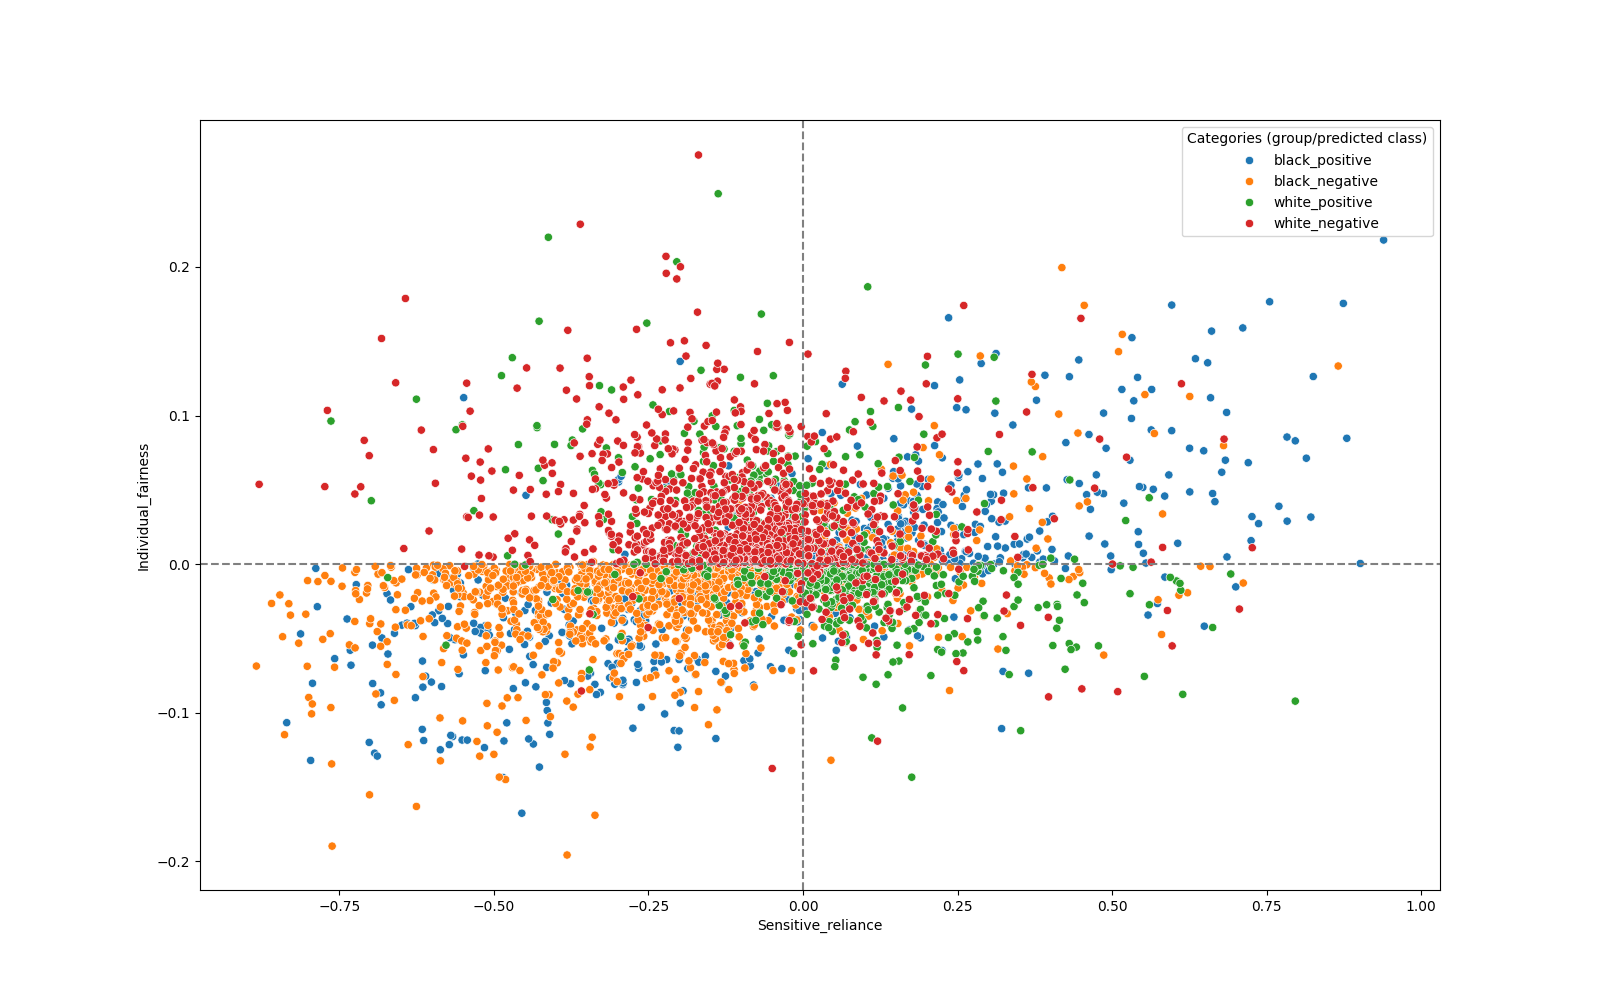 Categories (group/predicted class)
black_positive
black_negative
white_positive
white_negative
Individual_fairness
0.2
0.1
0.0
−0.1
−0.2
−0.75
−0.50
−0.25
0.00
0.25
0.50
0.75
1.00
Sensitive_reliance